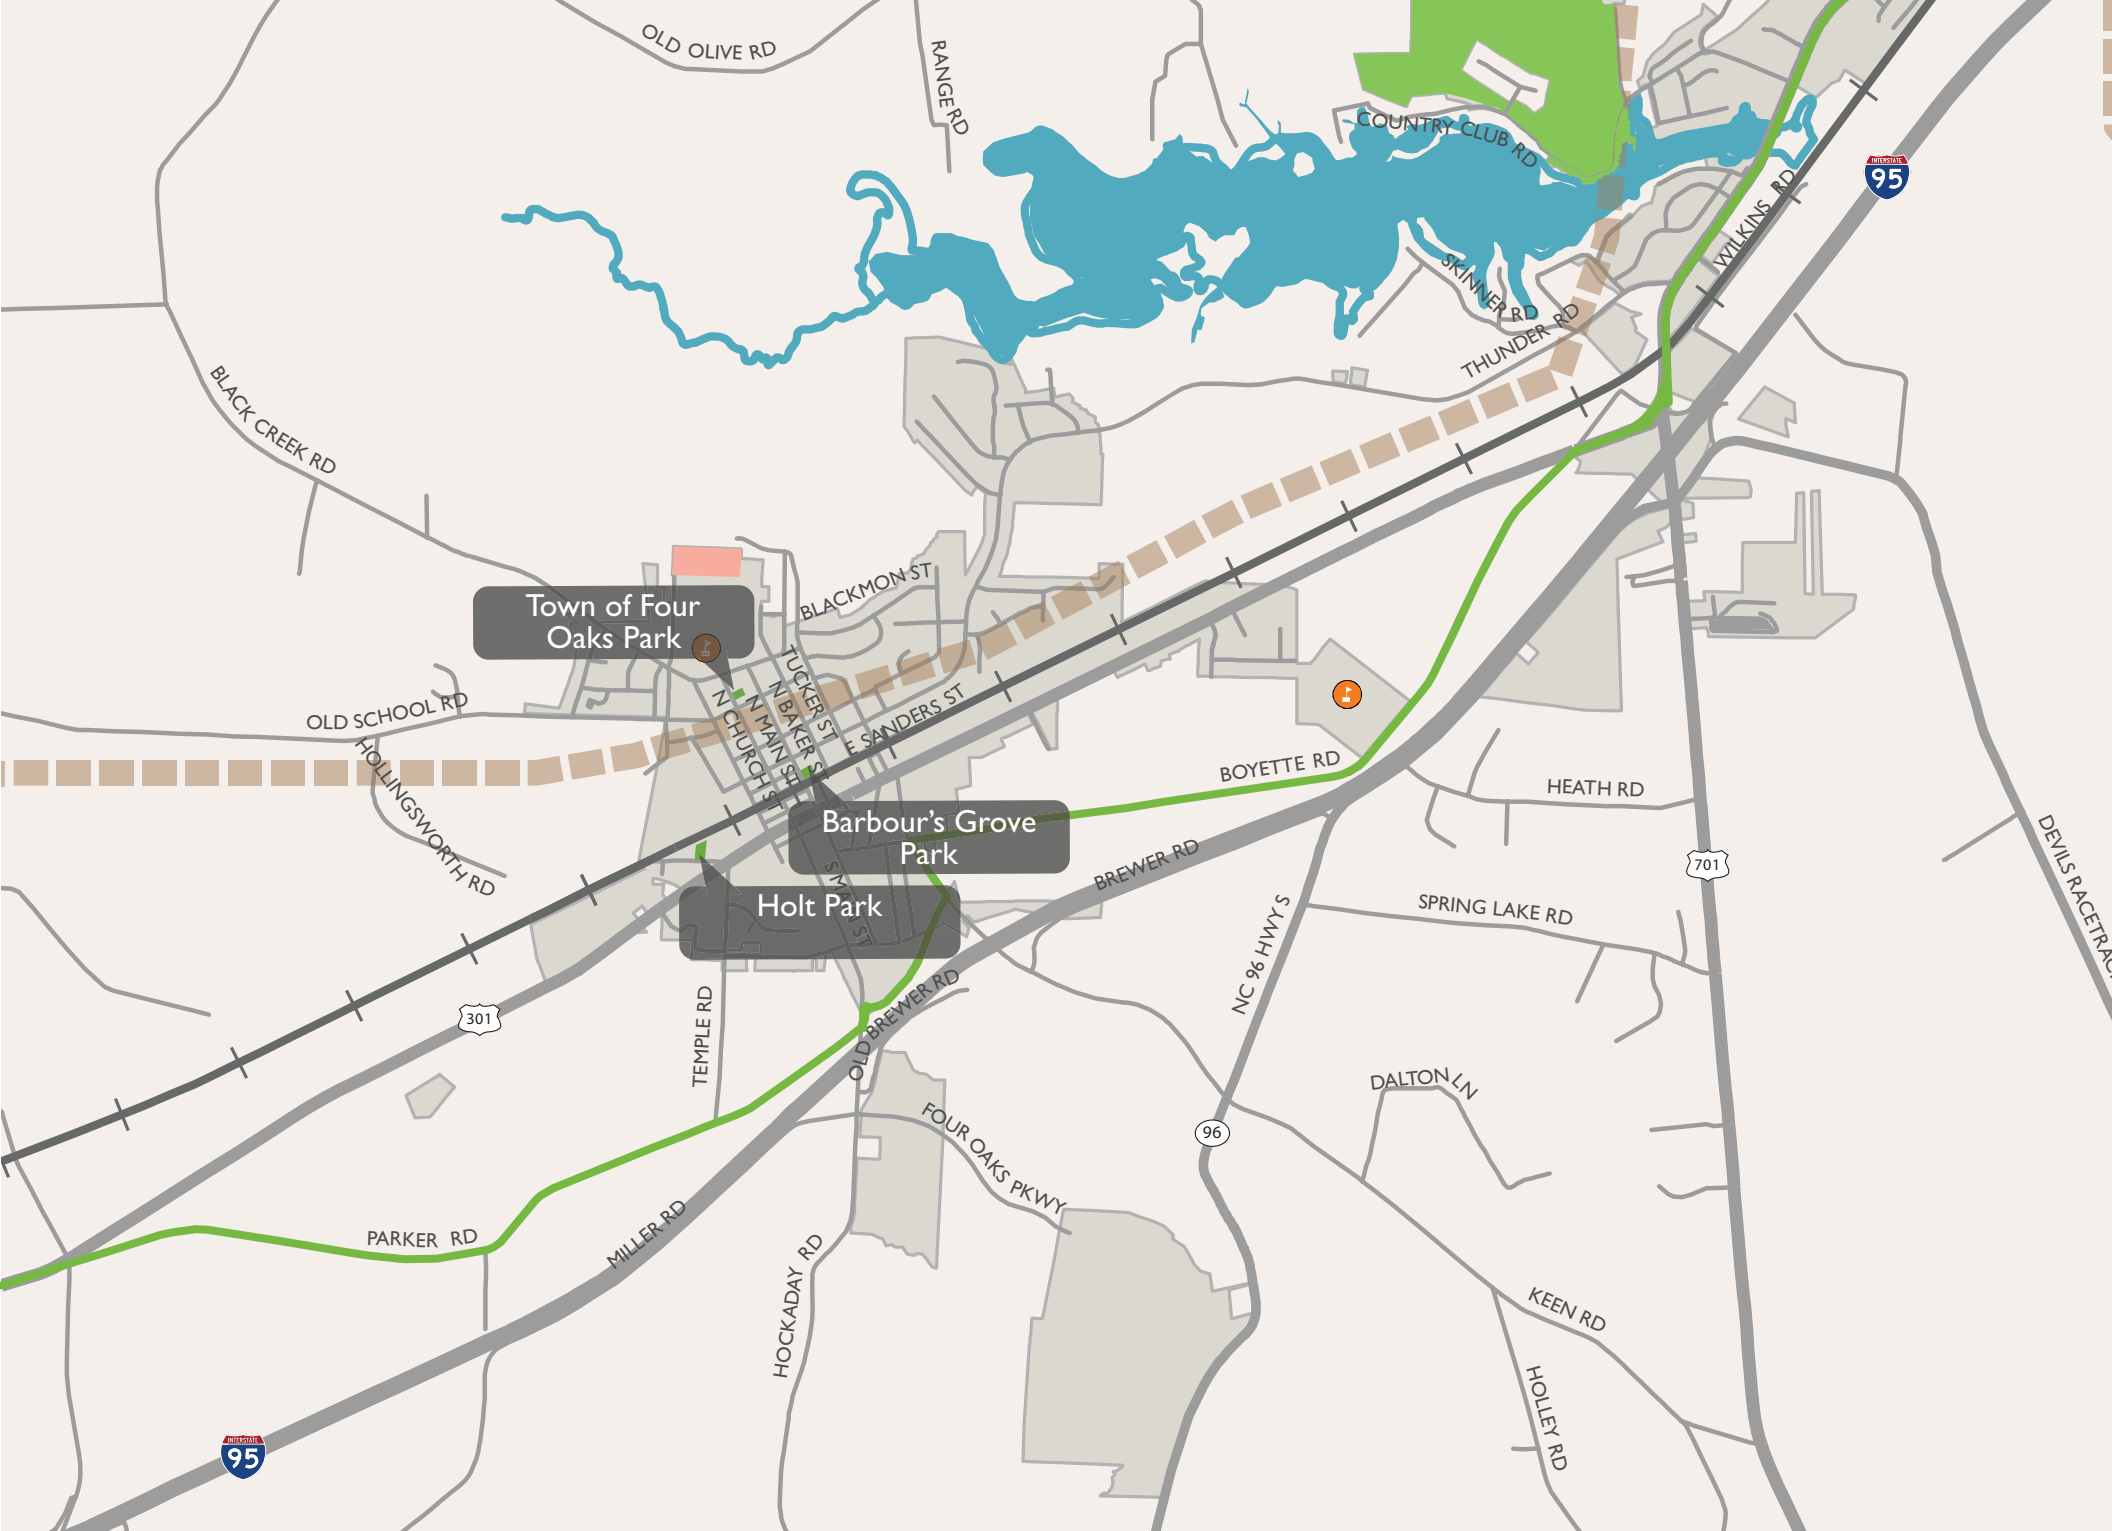 OLD OLIVE RD
RANGE RD
COUNTRY CLUB RD
INTERSTATE
95
WILKINS RD
SKINNER RD
THUNDER RD
BLACK CREEK RD
BLACKMON ST
Town of Four
Oaks Park
TUCKER ST
N BAKER ST
N MAIN ST
N CHURCH ST
E SANDERS ST
OLD SCHOOL RD
HOLLINGSWORTH RD
BOYETTE RD
HEATH RD
Barbour's Grove
Park
BREWER RD
701
DEVILS RACETRAC
Holt Park
S MAIN ST
SPRING LAKE RD
NC 96 HWY S
301
OLD BREWER RD
TEMPLE RD
DALTON LN
FOUR OAKS PKWY
96
PARKER RD
MILLER RD
HOCKADAY RD
KEEN RD
HOLLEY RD
INTERSTATE
95